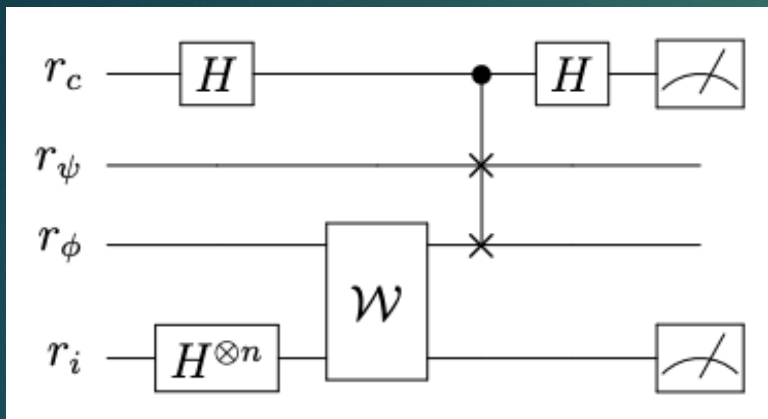 r_c H H
r_ψ
r_ϕ
𝒲
r_i H^{⊗n}